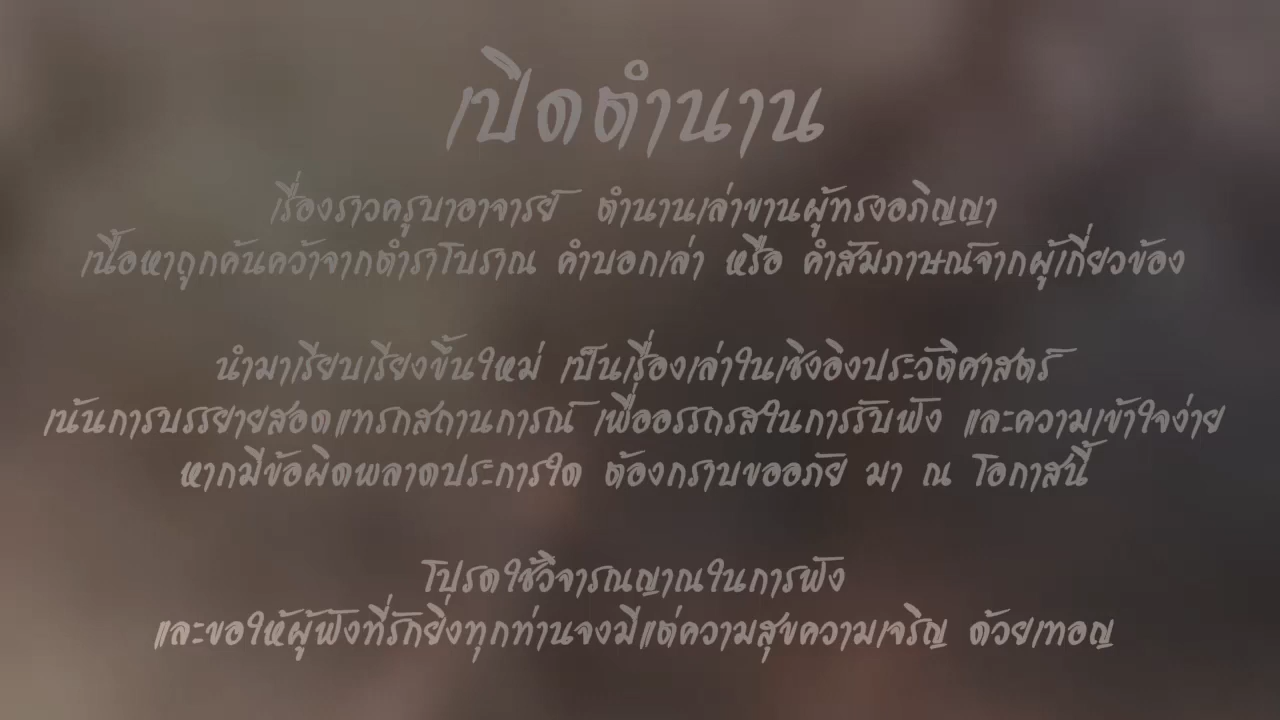 เปิดตำนาน
เรื่องราวครูบาอาจารย์ ตำนานเล่าขานผู้ทรงอภิญญา
เนื้อหาถูกค้นคว้าจากตำราโบราณ คำบอกเล่า หรือ คำสัมภาษณ์จากผู้เกี่ยวข้อง
นำมาเรียบเรียงขึ้นใหม่ เป็นเรื่องเล่าในเชิงอิงประวัติศาสตร์
เน้นการบรรยายสอดแทรกสถานการณ์ เพื่ออรรถรสในการรับฟัง และความเข้าใจง่าย
หากมีข้อผิดพลาดประการใด ต้องกราบขออภัย มา ณ โอกาสนี้
โปรดใช้วิจารณญาณในการฟัง
และขอให้ผู้ฟังที่รักยิ่งทุกท่านจงมีแต่ความสุขความเจริญ ด้วยเทอญ